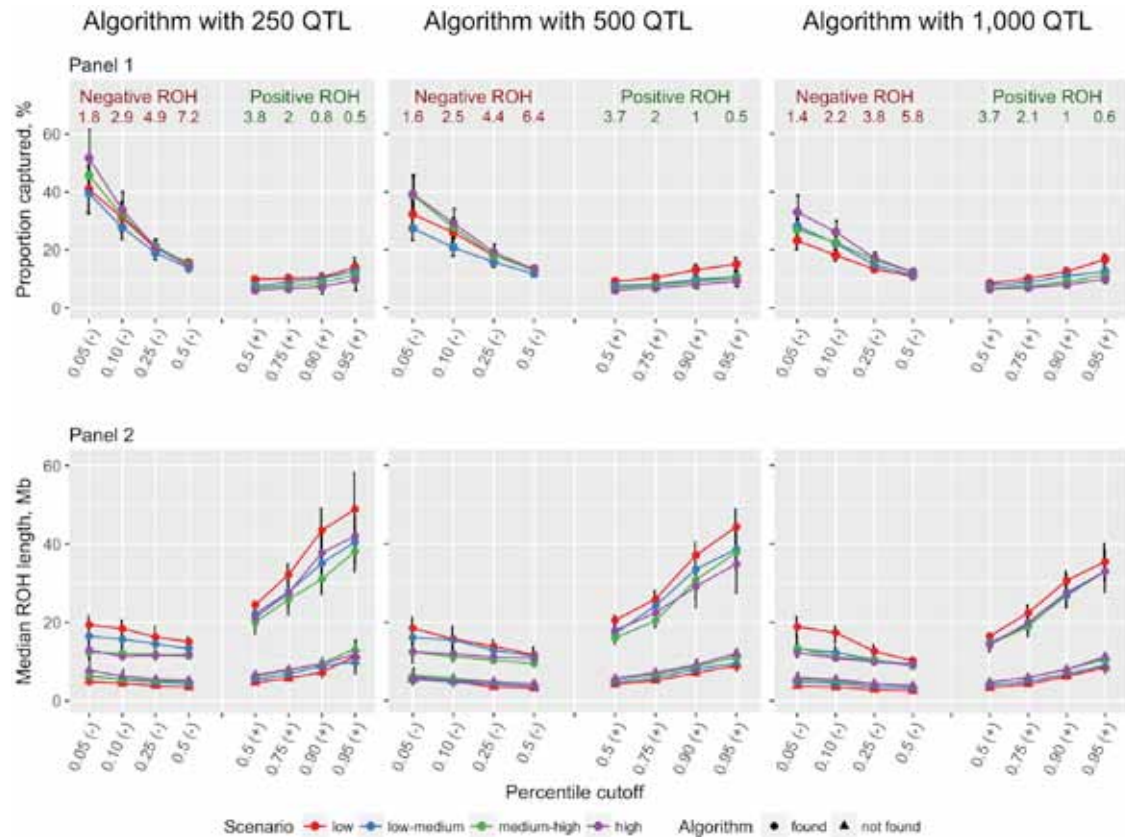 Algorithm with 250 QTL Algorithm with 500 QTL Algorithm with 1,000 QTL
Panel 1
Negative ROH Positive ROH Negative ROH Positive ROH Negative ROH Positive ROH
1.8 2.9 4.9 7.2 3.8 2 0.8 0.5 1.6 2.5 4.4 6.4 3.7 2 1 0.5 1.4 2.2 3.8 5.8 3.7 2.1 1 0.6
Proportion captured, %
60
40
20
0
0.05 (-) 0.10 (-) 0.25 (-) 0.5 (-) 0.5 (+) 0.75 (+) 0.90 (+) 0.95 (+) 0.05 (-) 0.10 (-) 0.25 (-) 0.5 (-) 0.5 (+) 0.75 (+) 0.90 (+) 0.95 (+) 0.05 (-) 0.10 (-) 0.25 (-) 0.5 (-) 0.5 (+) 0.75 (+) 0.90 (+) 0.95 (+)
Panel 2
Median ROH length, Mb
60
40
20
0
0.05 (-) 0.10 (-) 0.25 (-) 0.5 (-) 0.5 (+) 0.75 (+) 0.90 (+) 0.95 (+) 0.05 (-) 0.10 (-) 0.25 (-) 0.5 (-) 0.5 (+) 0.75 (+) 0.90 (+) 0.95 (+) 0.05 (-) 0.10 (-) 0.25 (-) 0.5 (-) 0.5 (+) 0.75 (+) 0.90 (+) 0.95 (+)
Percentile cutoff
Scenario low low-medium medium-high high Algorithm found not found